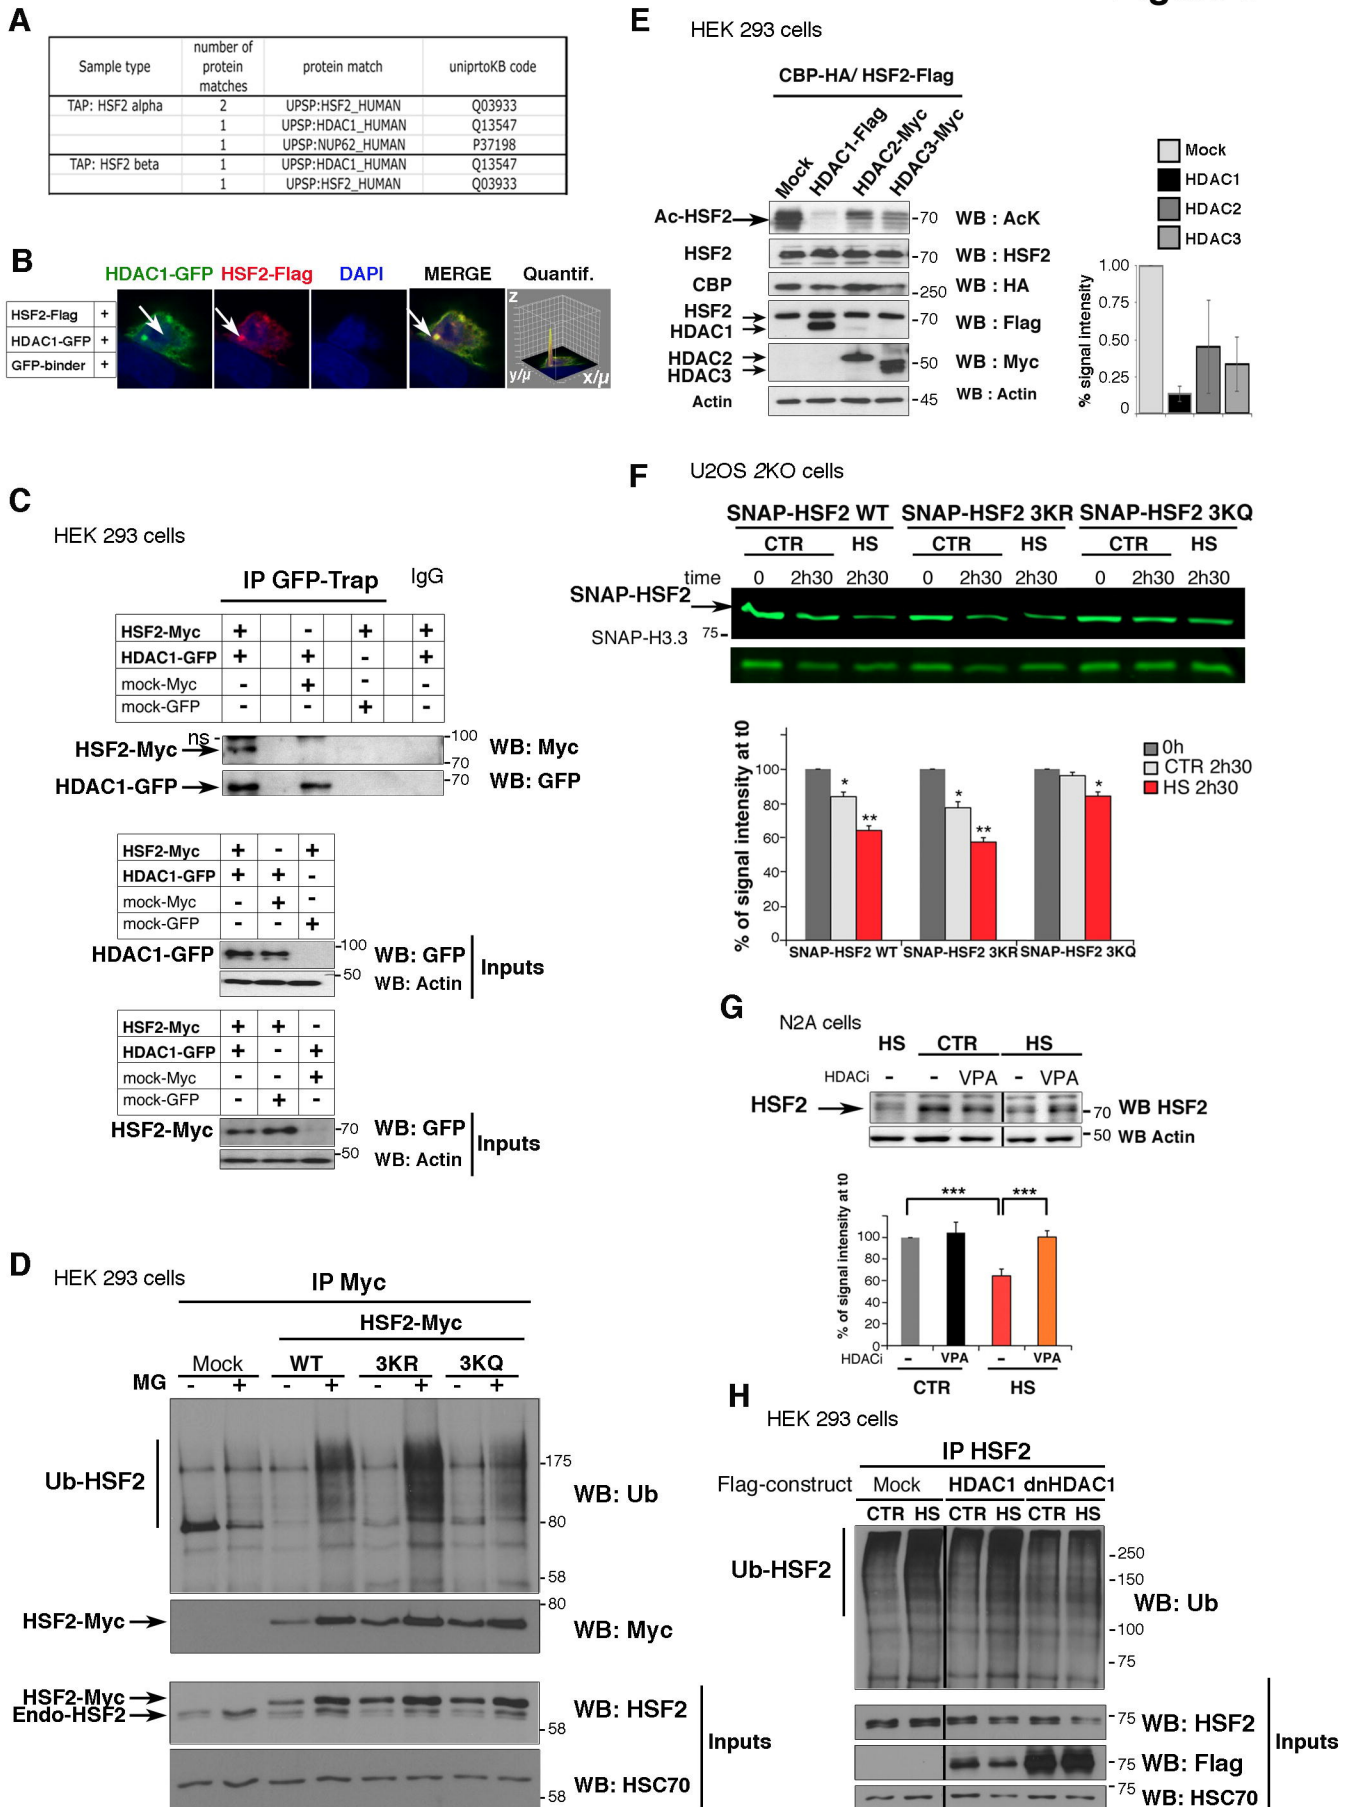 A
Sample type number of protein matches protein match uniprtoKB code
TAP: HSF2 alpha 2 UPSP:HSF2_HUMAN Q03933
1 UPSP:HDAC1_HUMAN Q13547
1 UPSP:NUP62_HUMAN P37198
TAP: HSF2 beta 1 UPSP:HDAC1_HUMAN Q13547
1 UPSP:HSF2_HUMAN Q03933
B
HDAC1-GFP HSF2-Flag DAPI MERGE Quantif.
HSF2-Flag +
HDAC1-GFP +
GFP-binder +
z
y/µ x/µ
C
HEK 293 cells
IP GFP-Trap IgG
HSF2-Myc + - + +
HDAC1-GFP + + - +
mock-Myc - + - -
mock-GFP - - + -
ns -
HSF2-Myc -100 -70 WB: Myc
HDAC1-GFP -70 WB: GFP
HSF2-Myc + - +
HDAC1-GFP + + -
mock-Myc - + -
mock-GFP - - +
HDAC1-GFP -100 WB: GFP
-50 WB: Actin
Inputs
HSF2-Myc + + -
HDAC1-GFP + - +
mock-Myc - - +
mock-GFP - + -
HSF2-Myc -70 WB: GFP
-50 WB: Actin
Inputs
D
HEK 293 cells
IP Myc
HSF2-Myc
Mock WT 3KR 3KQ
MG - + - + - + - +
Ub-HSF2 -175 -80 -58 WB: Ub
HSF2-Myc -80 WB: Myc
HSF2-Myc
Endo-HSF2 -58 WB: HSF2
-58 WB: HSC70
Inputs
E
HEK 293 cells
CBP-HA/ HSF2-Flag
Mock HDAC1-Flag HDAC2-Myc HDAC3-Myc
Ac-HSF2 -70 WB : AcK
HSF2 -70 WB : HSF2
CBP -250 WB : HA
HSF2
HDAC1 -70 WB : Flag
HDAC2
HDAC3 -50 WB : Myc
Actin -45 WB : Actin
Mock
HDAC1
HDAC2
HDAC3
% signal intensity
1.00
0.75
0.50
0.25
0
F
U2OS 2KO cells
SNAP-HSF2 WT SNAP-HSF2 3KR SNAP-HSF2 3KQ
CTR HS CTR HS CTR HS
time 0 2h30 2h30 0 2h30 2h30 0 2h30 2h30
SNAP-HSF2
SNAP-H3.3 75 -
% of signal intensity at t0
100
80
60
40
20
0
* ** * ** *
0h
CTR 2h30
HS 2h30
SNAP-HSF2 WT SNAP-HSF2 3KR SNAP-HSF2 3KQ
G
N2A cells
HS CTR HS
HDACi - - VPA - VPA
HSF2 -70 WB HSF2
-50 WB Actin
% of signal intensity at t0
*** ***
100
80
60
40
20
0
HDACi - VPA - VPA
CTR HS
H
HEK 293 cells
IP HSF2
Flag-construct Mock HDAC1 dnHDAC1
CTR HS CTR HS CTR HS
Ub-HSF2 -250 -150 -100 -75 WB: Ub
-75 WB: HSF2
-75 WB: Flag
-75 WB: HSC70
Inputs